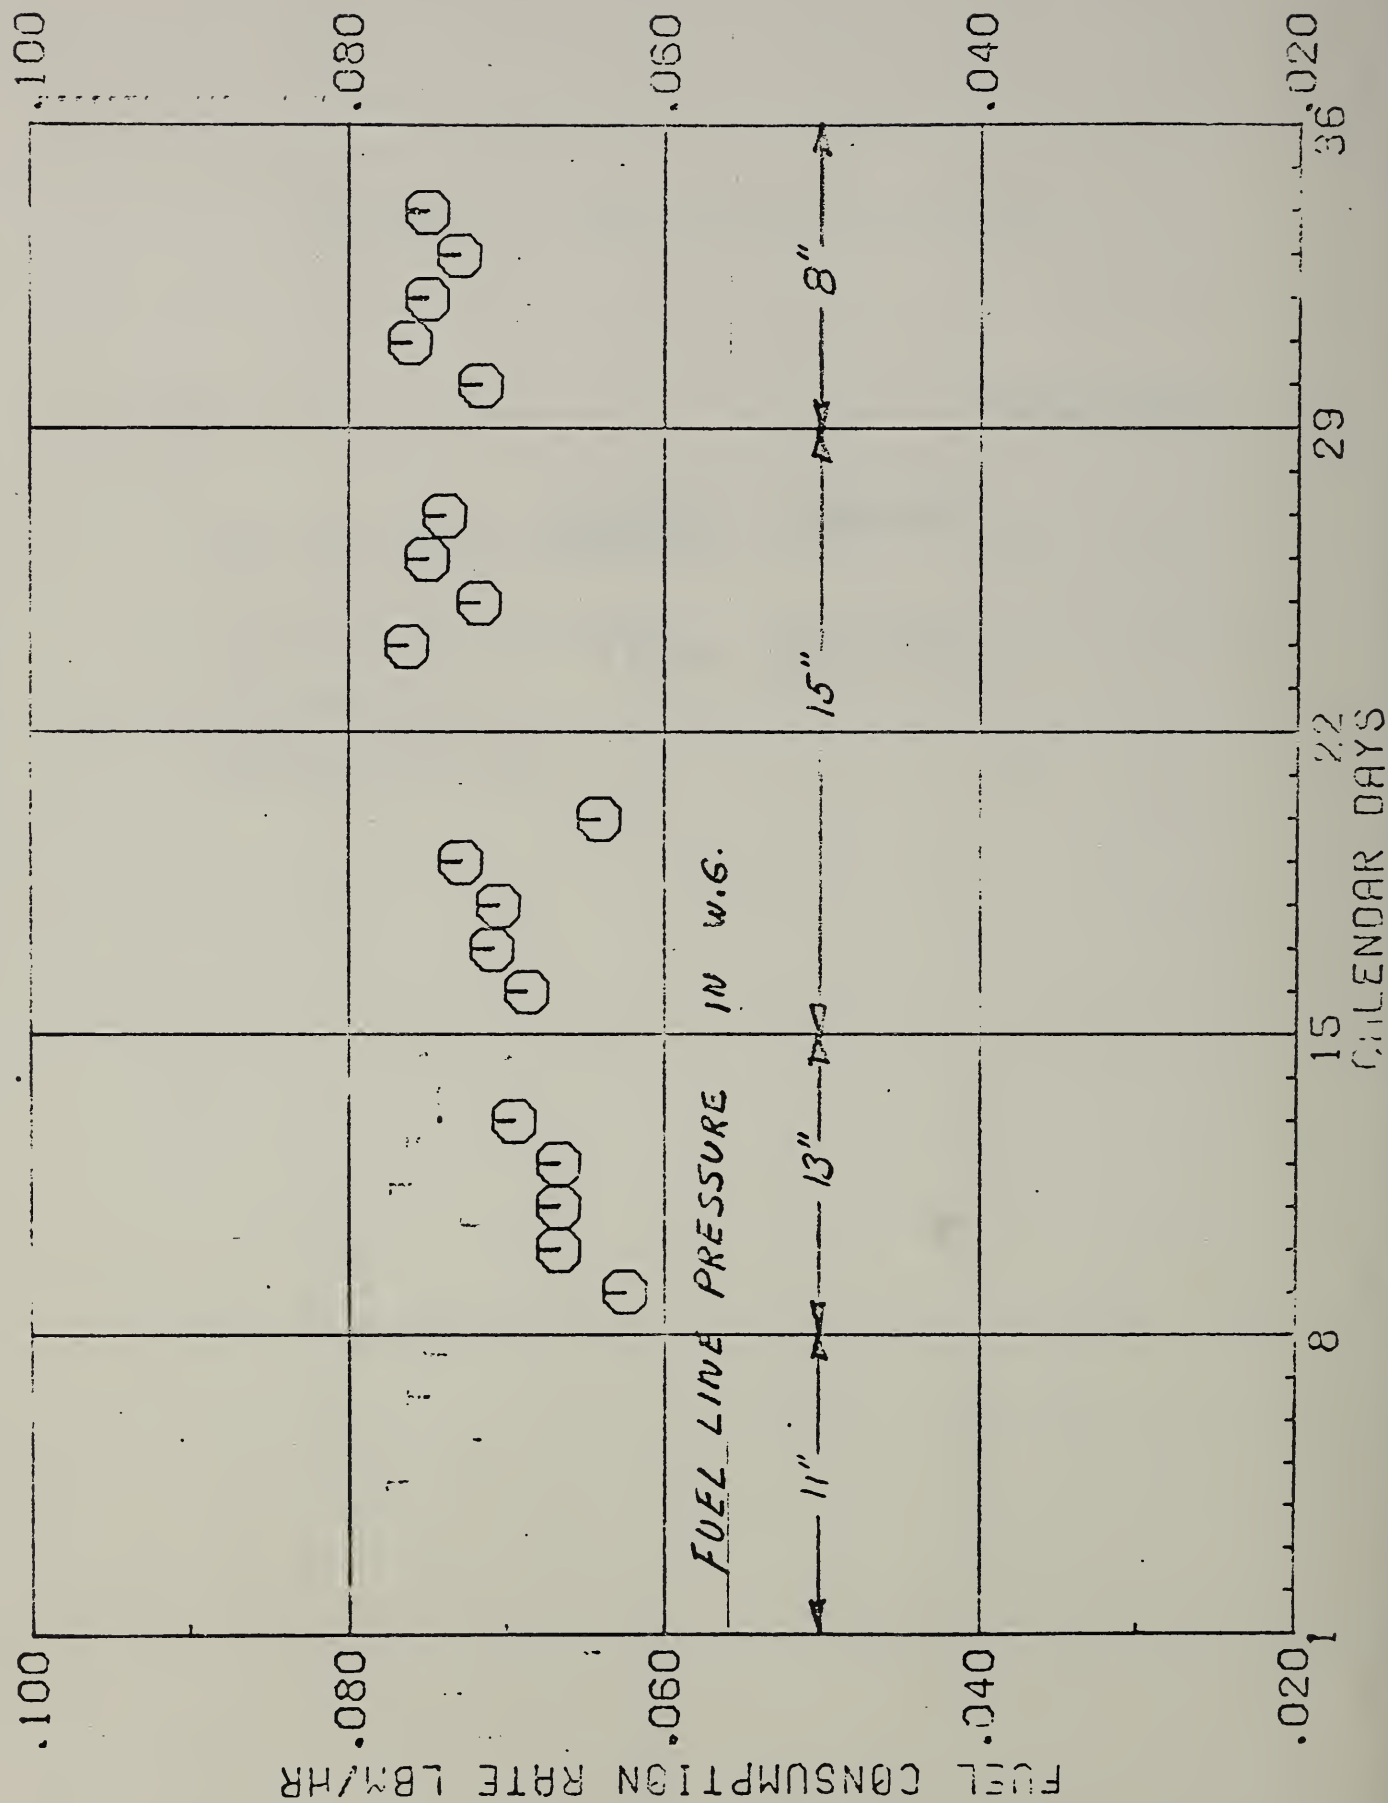 FUEL CONSUMPTION RATE LBM/HR
.100
.080
.060
.040
.020
.100
.080
.060
.040
.020
FUEL LINE PRESSURE IN W.G.
11" 13" 15" 8"
1 8 15 22 29 36
CALENDAR DAYS